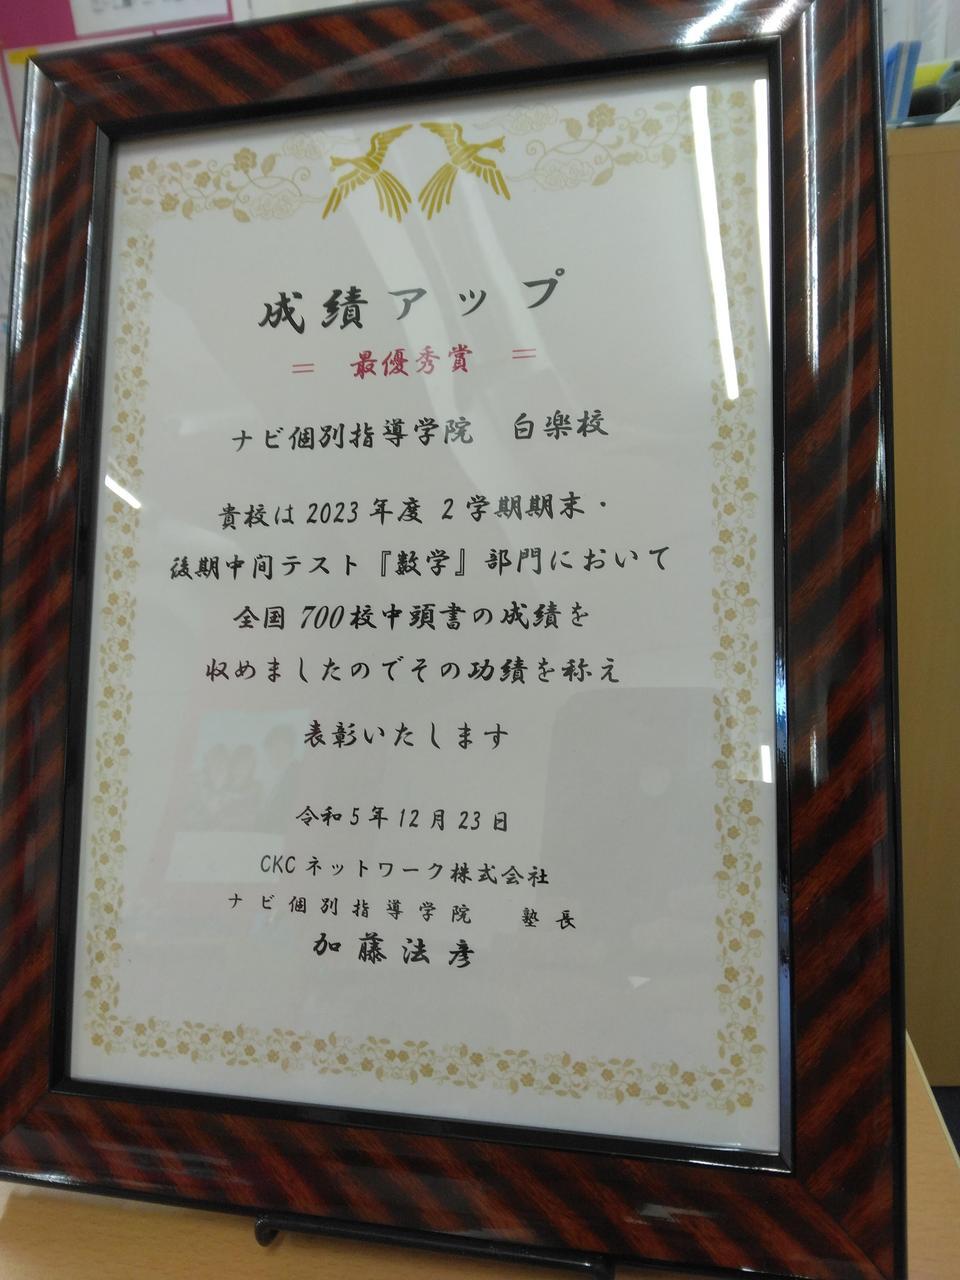 成績アップ
= 最優秀賞 =
ナビ個別指導学院 白楽校
貴校は2023年度 2学期期末・
後期中間テスト『数学』部門において
全国700校中頭書の成績を
収めましたのでその功績を称え
表彰いたします
令和5年12月23日
CKCネットワーク株式会社
ナビ個別指導学院 塾長
加藤法彦